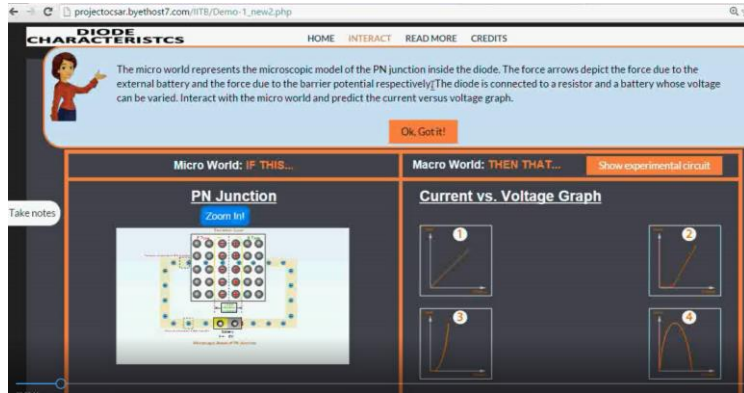 projectocsar.byethost7.com/IITB/Demo-1_new2.php
DIODE
CHARACTERISTCS
HOME INTERACT READ MORE CREDITS
The micro world represents the microscopic model of the PN junction inside the diode. The force arrows depict the force due to the
external battery and the force due to the barrier potential respectively. The diode is connected to a resistor and a battery whose voltage
can be varied. Interact with the micro world and predict the current versus voltage graph.
Ok, Got it!
Micro World: IF THIS...
Macro World: THEN THAT...
Show experimental circuit
Take notes
PN Junction
Zoom In!
Current vs. Voltage Graph
1
2
3
4